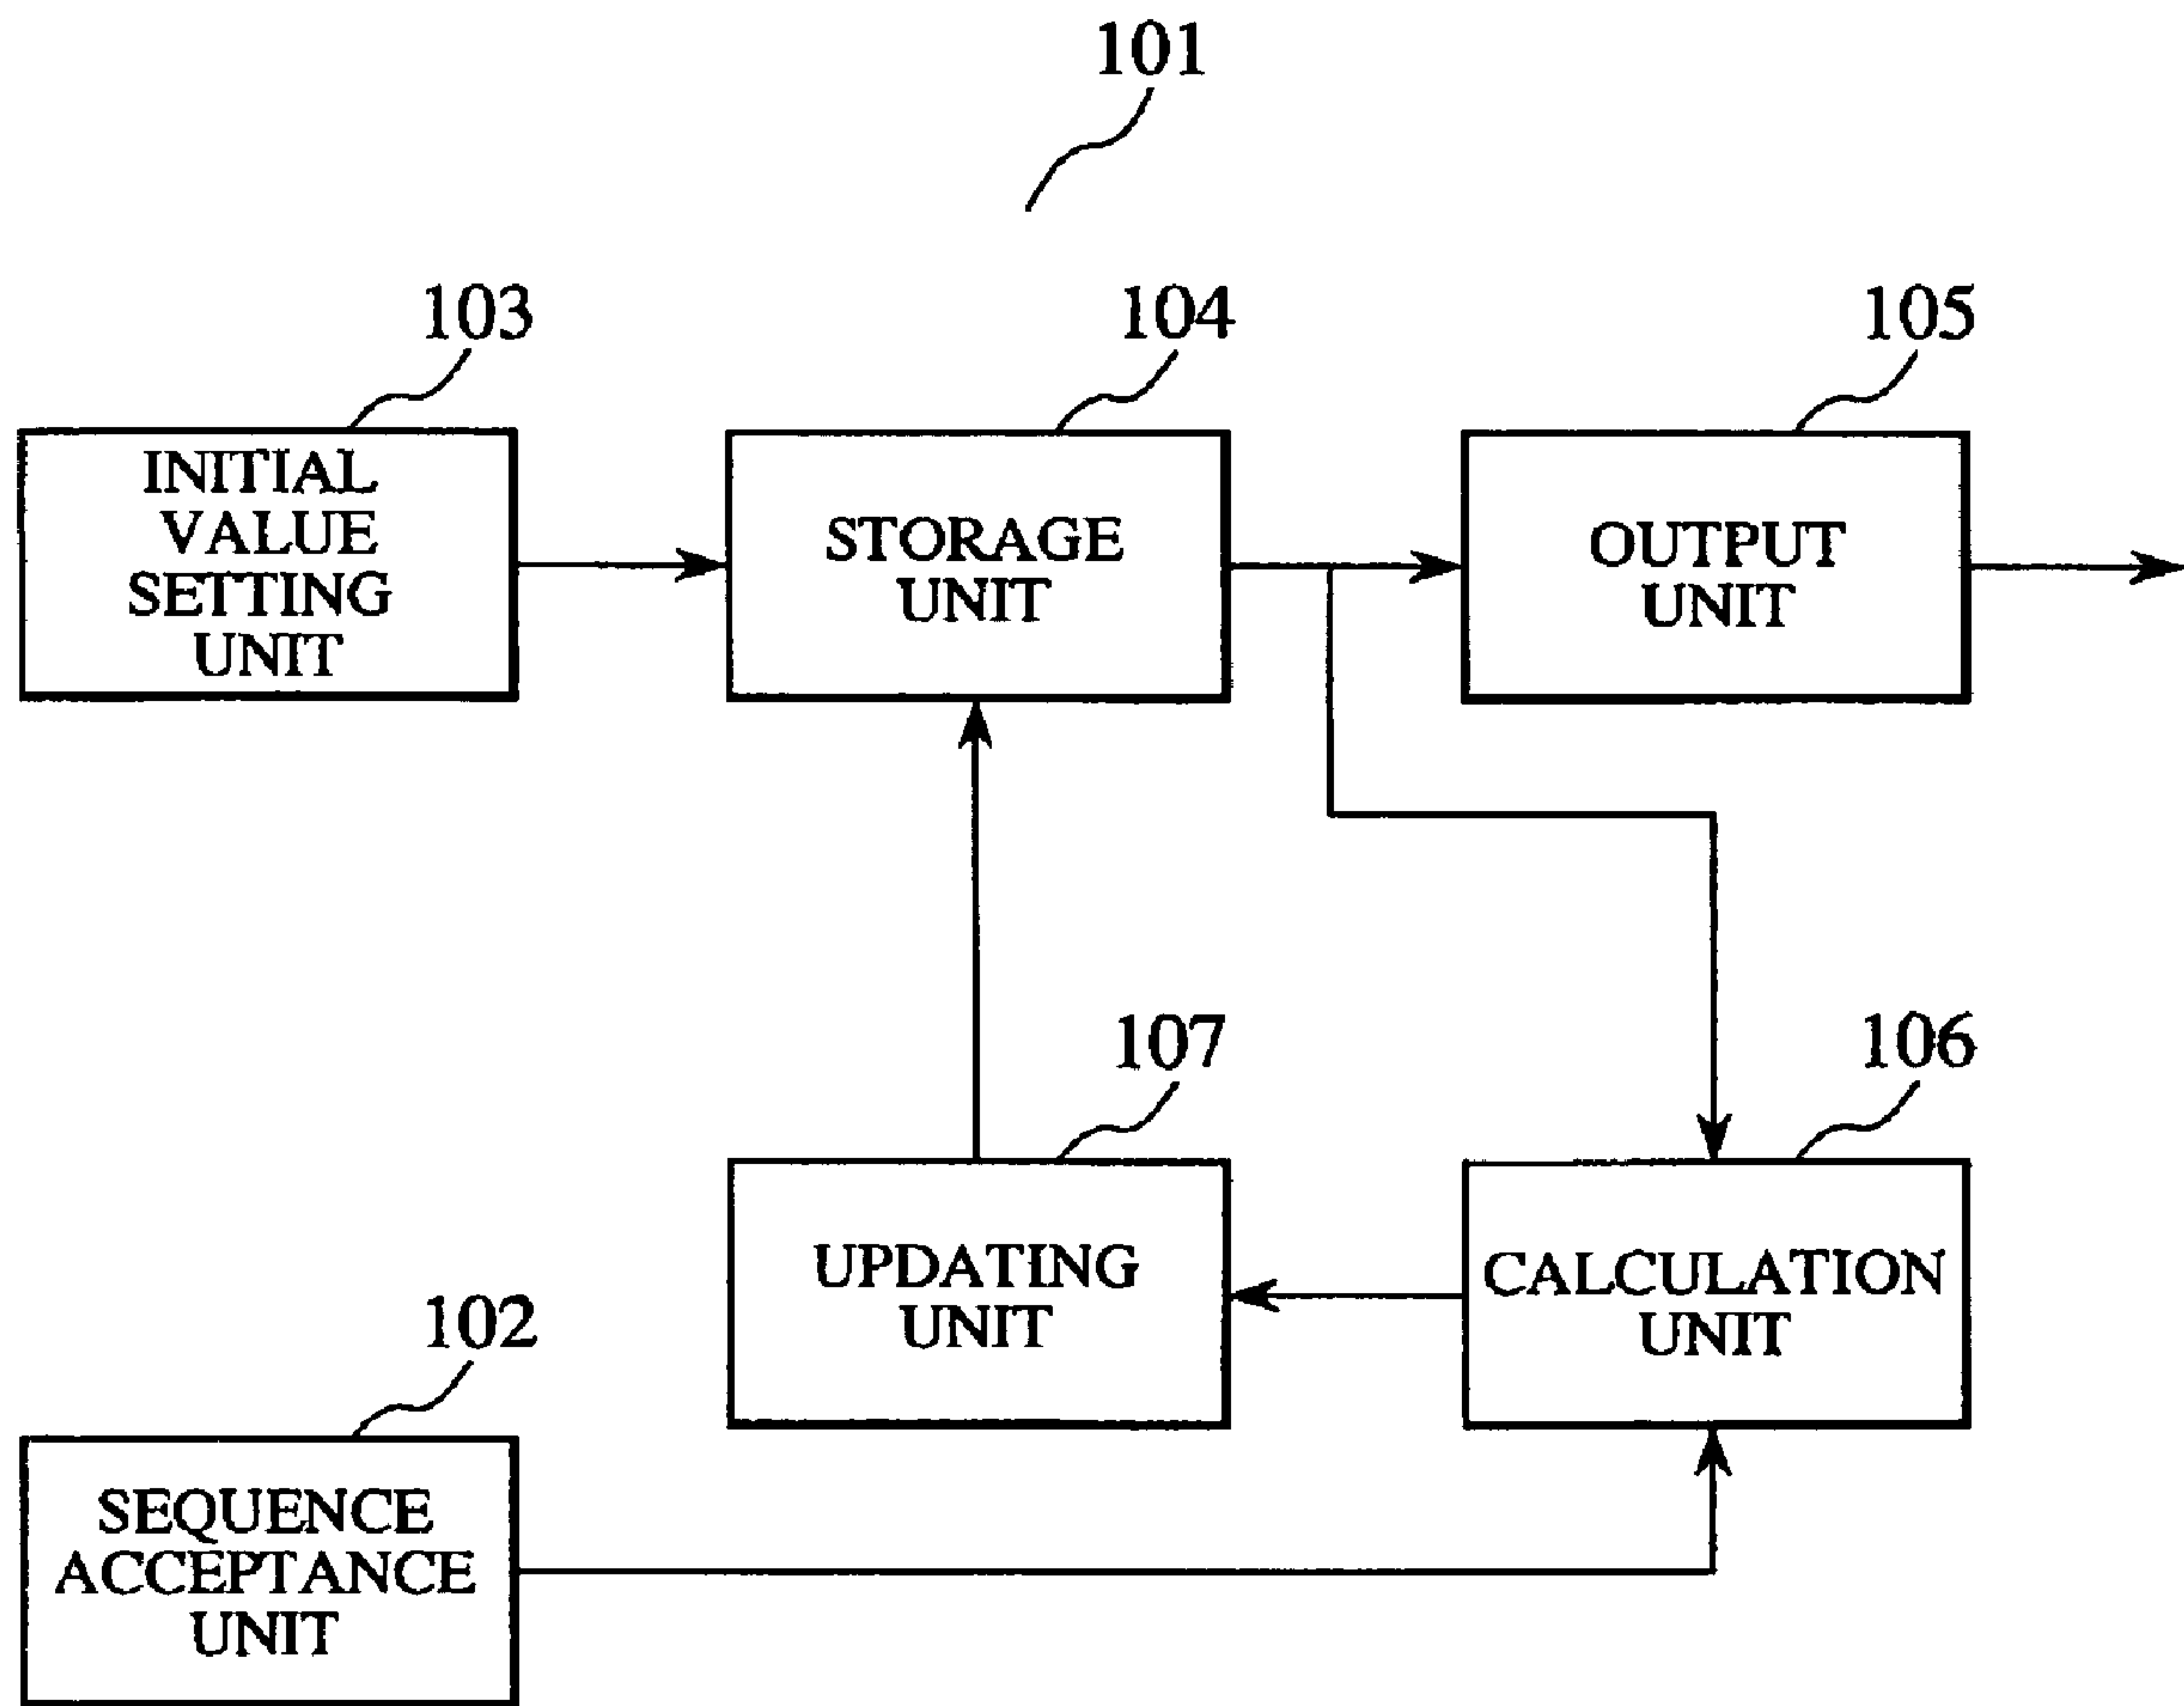 101
103
104
105
INITIAL
VALUE
SETTING
UNIT
STORAGE
UNIT
OUTPUT
UNIT
107
106
UPDATING
UNIT
CALCULATION
UNIT
102
SEQUENCE
ACCEPTANCE
UNIT